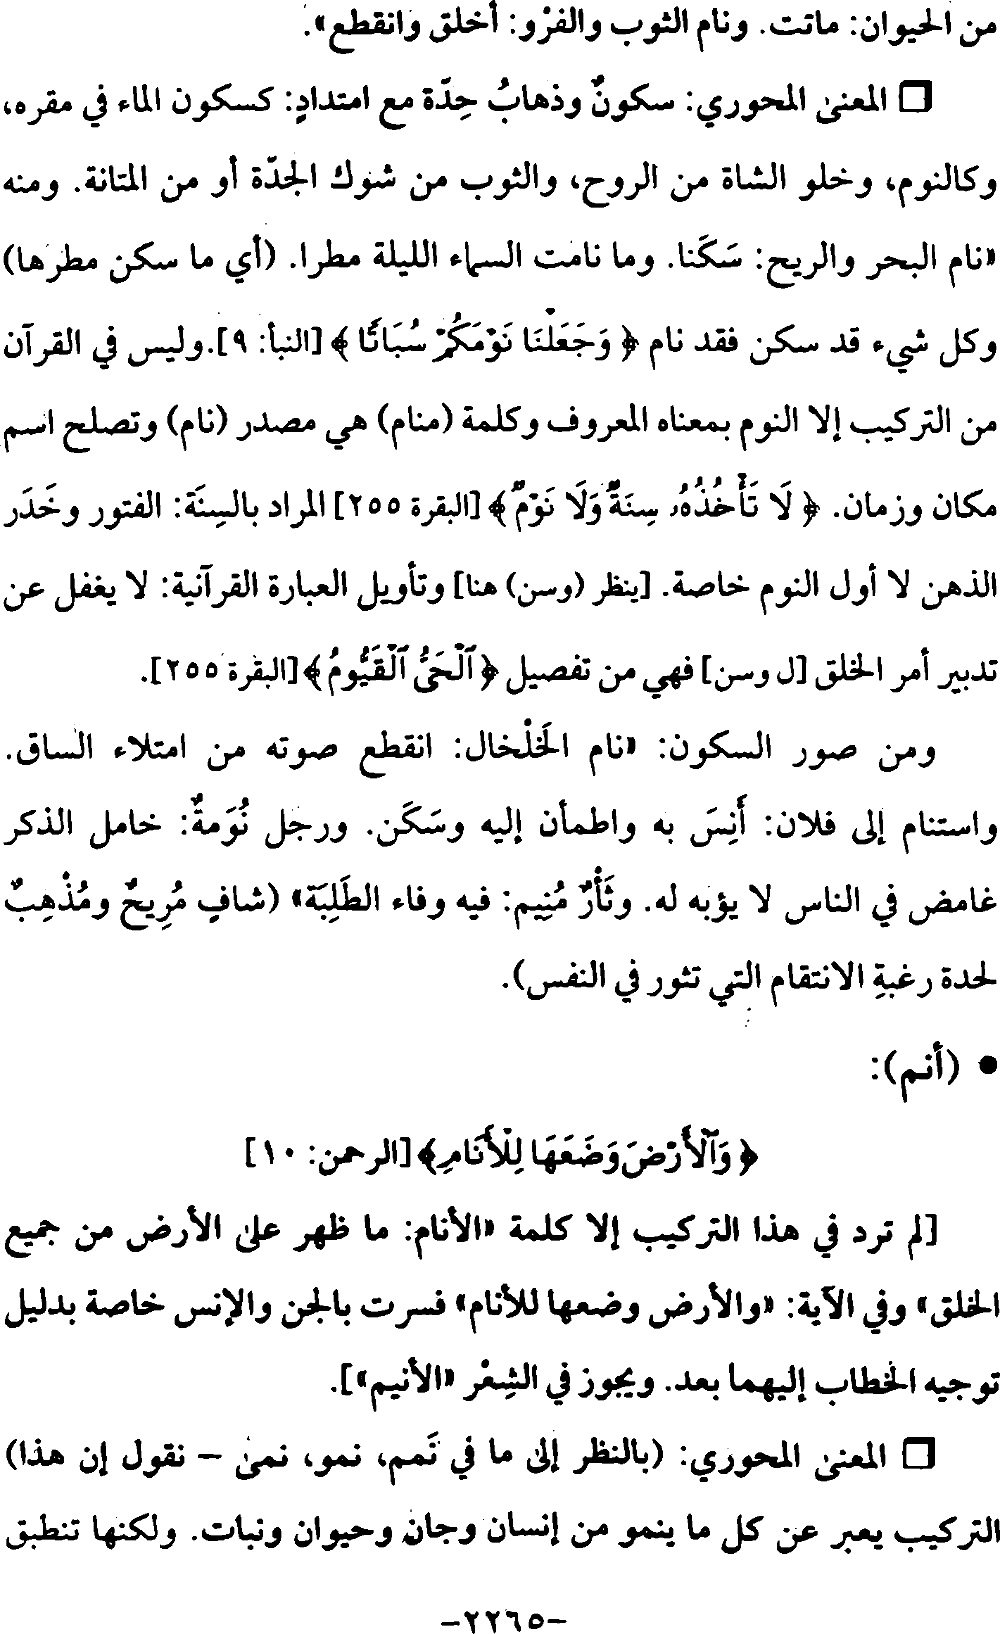 من الحيوان: ماتت. ونام الثوب والفرْو: أخلق وانقطع».
❒ المعنىٰ المحوري: سكونٌ وذهابُ حِدّة مع امتدادٍ: كسكون الماء في مقره،
وكالنوم، وخلو الشاة من الروح، والثوب من شوك الجدّة أو من المتانة. ومنه
«نام البحر والريح: سَكَنا. وما نامت السماء الليلة مطرا. (أي ما سكن مطرها)
وكل شيء قد سكن فقد نام ﴿ وَجَعَلْنَا نَوْمَكُمْ سُبَاتًا ﴾ [النبأ: ٩].وليس في القرآن
من التركيب إلا النوم بمعناه المعروف وكلمة (منام) هي مصدر (نام) وتصلح اسم
مكان وزمان. ﴿ لَا تَأْخُذُهُۥ سِنَةٌ وَلَا نَوْمٌ ﴾ [البقرة ٢٥٥] المراد بالسِنَة: الفتور وخَدَر
الذهن لا أول النوم خاصة. [ينظر (وسن) هنا] وتأويل العبارة القرآنية: لا يغفل عن
تدبير أمر الخلق [ل وسن] فهي من تفصيل ﴿ ٱلْحَىُّ ٱلْقَيُّومُ ﴾ [البقرة ٢٥٥].
ومن صور السكون: «نام الخَلْخال: انقطع صوته من امتلاء الساق.
واستنام إلى فلان: أَنِسَ به واطمأن إليه وسَكَن. ورجل نُوَمةٌ: خامل الذكر
غامض في الناس لا يؤبه له. وثَأْرٌ مُنِيم: فيه وفاء الطَلِبَة» (شافٍ مُرِيحٌ ومُذْهِبٌ
لحدة رغبةِ الانتقام التي تثور في النفس).
• (أنم):
﴿ وَٱلْأَرْضَ وَضَعَهَا لِلْأَنَامِ ﴾ [الرحمن: ١٠]
[لم ترد في هذا التركيب إلا كلمة «الأنام: ما ظهر علىٰ الأرض من جميع
الخلق» وفي الآية: «والأرض وضعها للأنام» فسرت بالجن والإنس خاصة بدليل
توجيه الخطاب إليهما بعد. ويجوز في الشِعْر «الأنيم»].
❒ المعنىٰ المحوري: (بالنظر إلىٰ ما في نَمم، نمو، نمىٰ – نقول إن هذا)
التركيب يعبر عن كل ما ينمو من إنسان وجان وحيوان ونبات. ولكنها تنطبق
-٢٢٦٥-